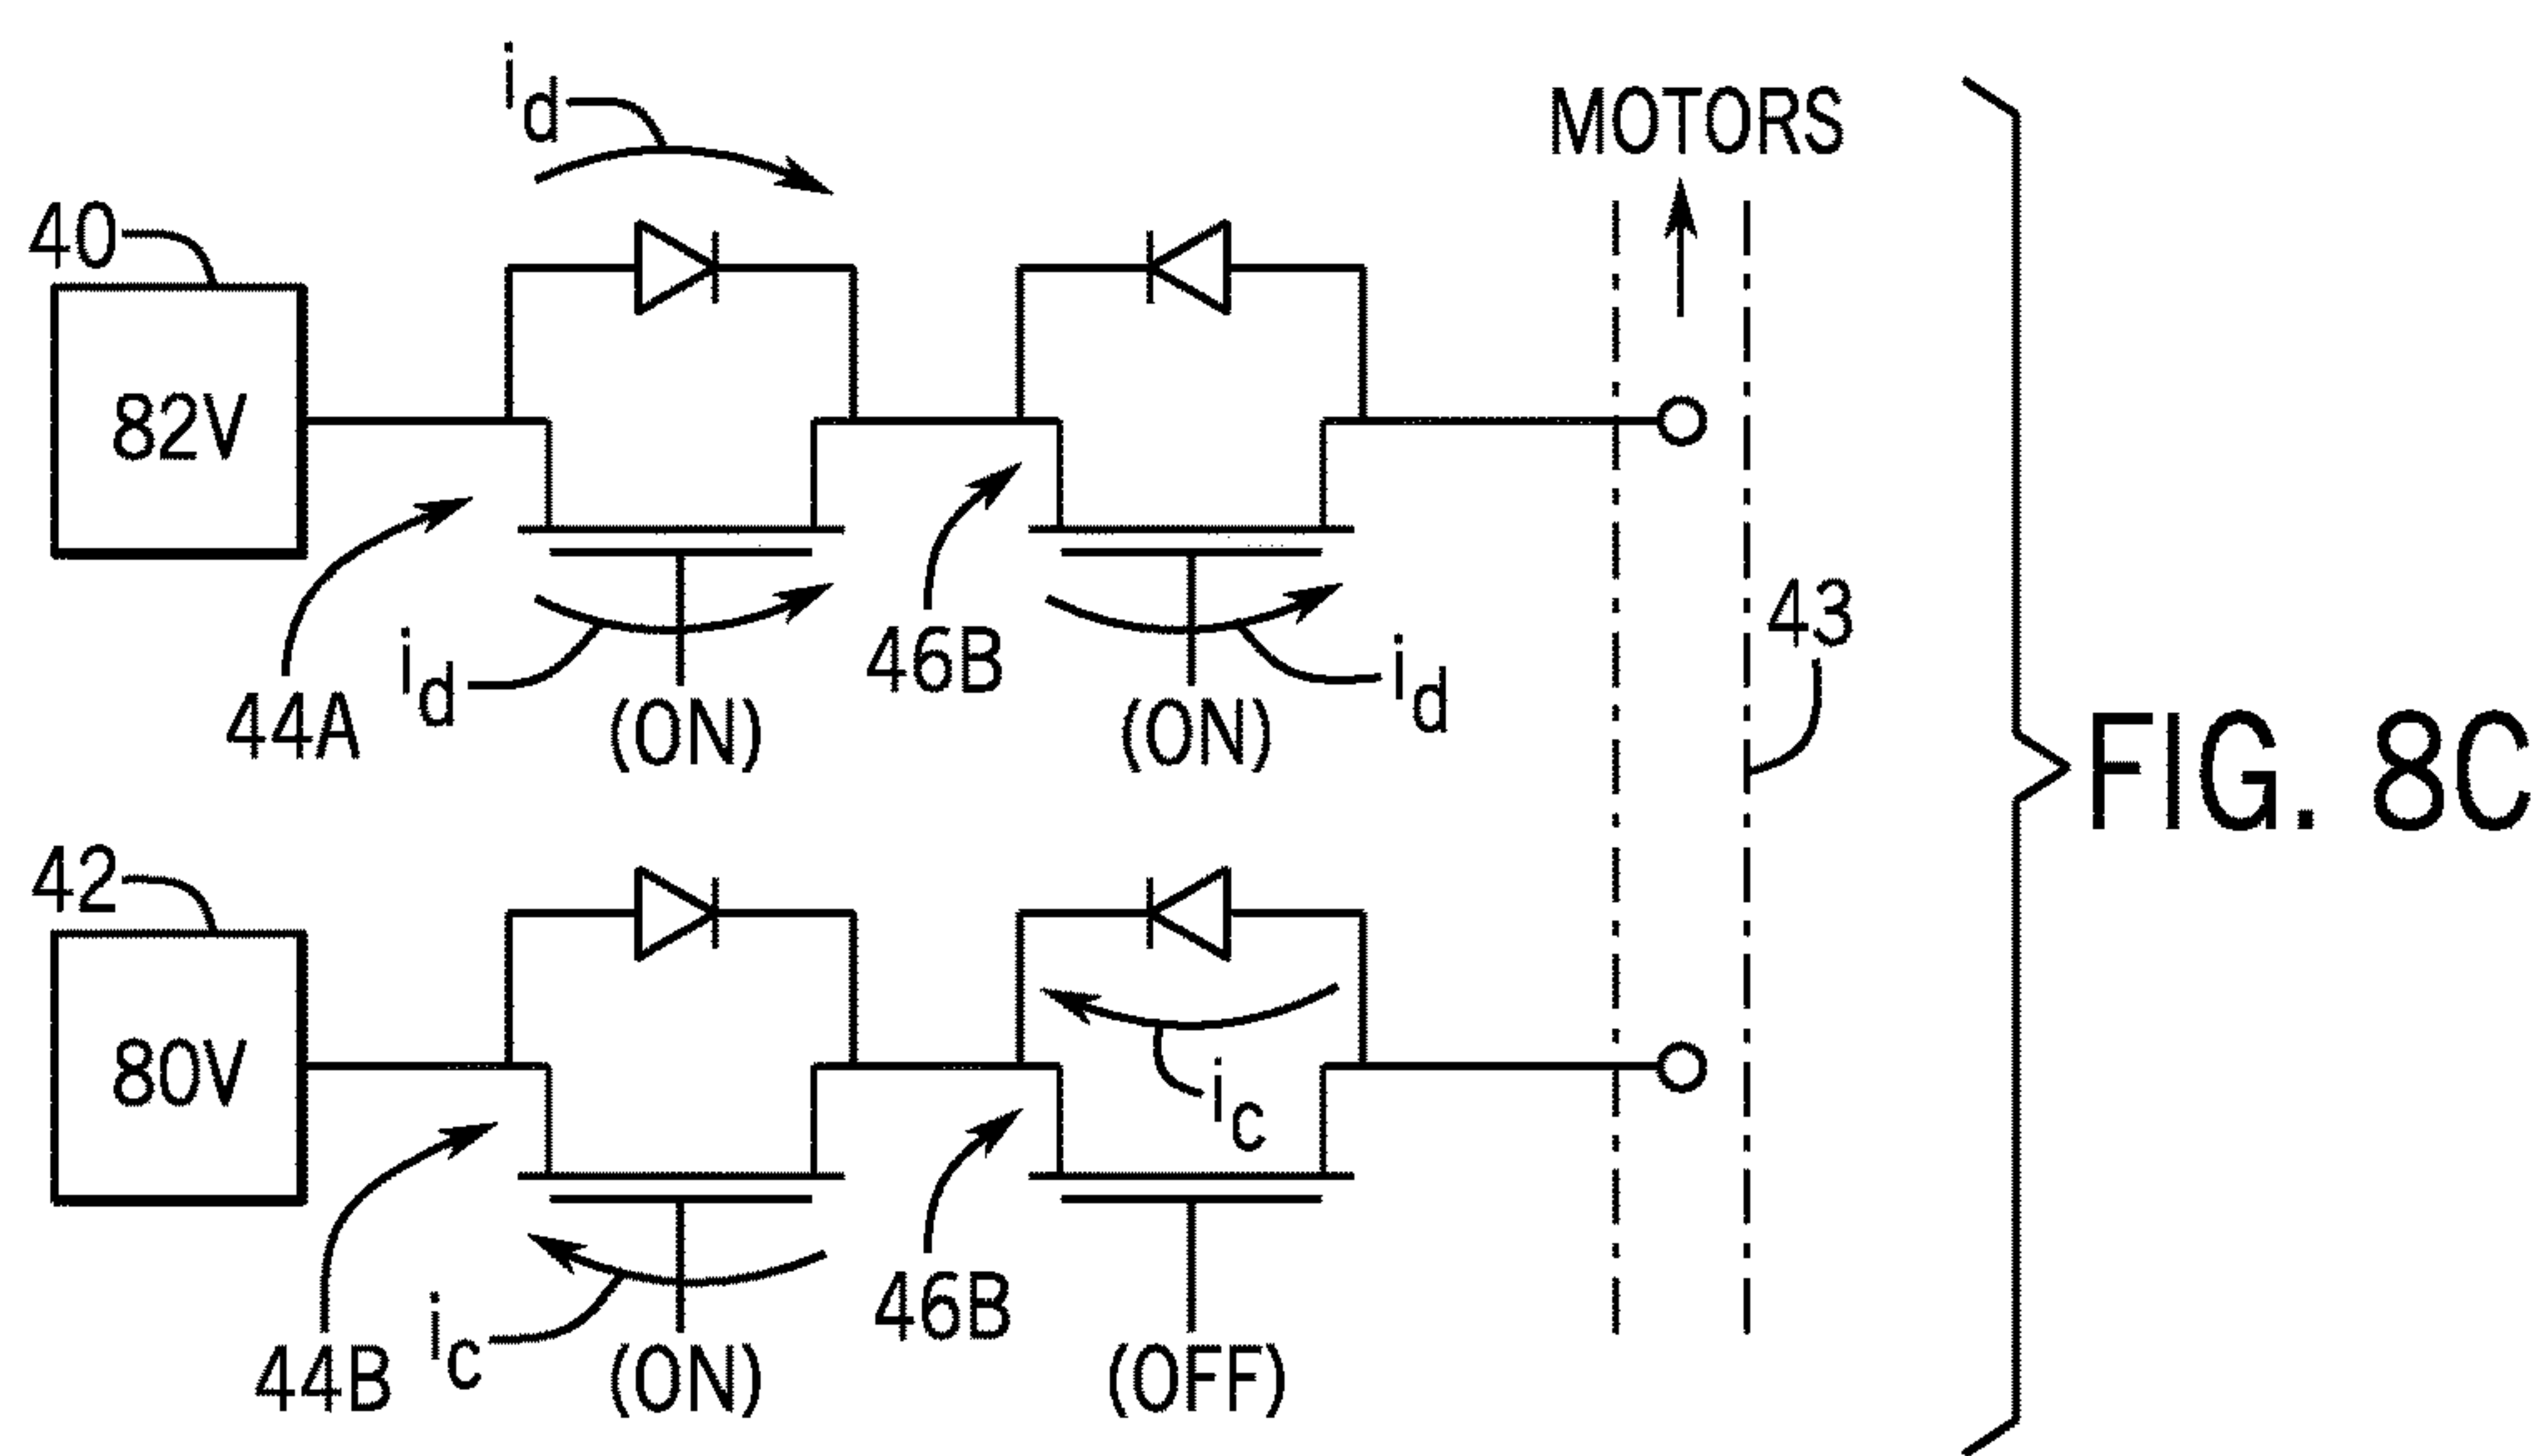 i_d
MOTORS
40
82V
44A
i_d
(ON)
46B
(ON)
i_d
43
FIG. 8C
42
80V
44B
i_c
(ON)
46B
i_c
(OFF)